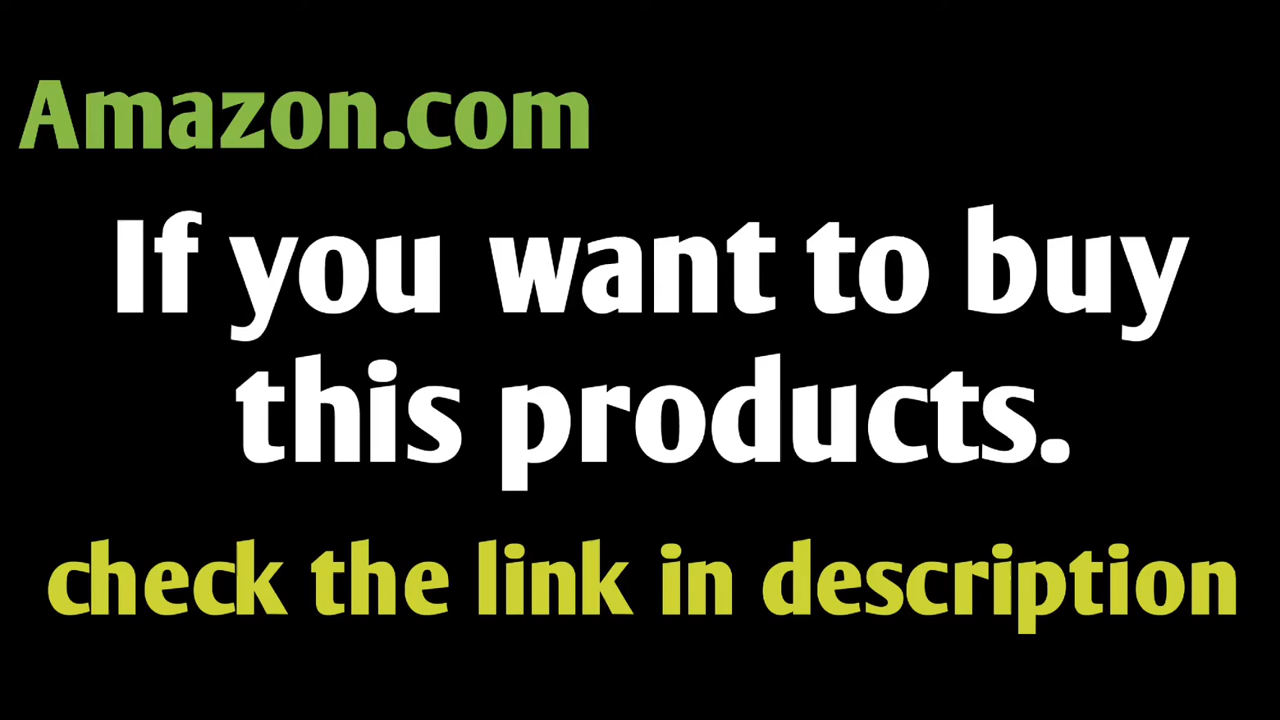 Amazon.com
If you want to buy
this products.
check the link in description